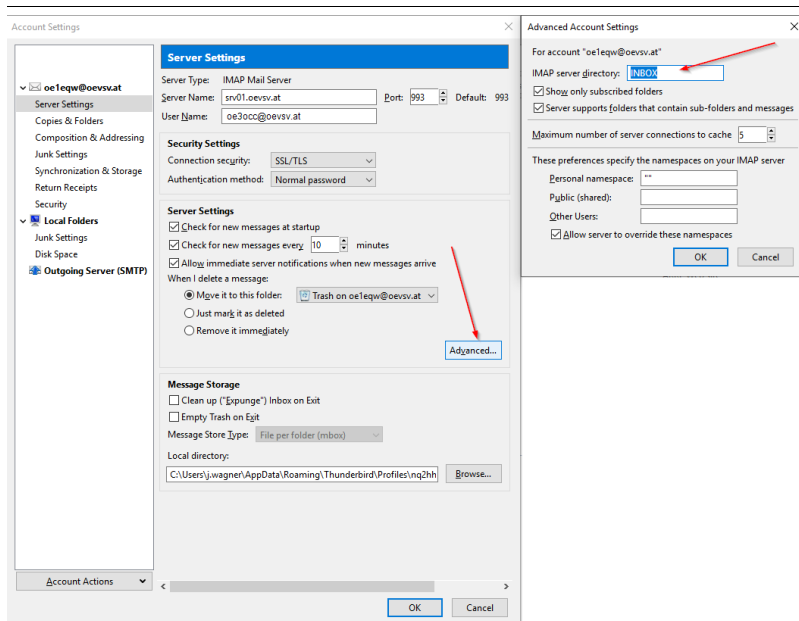 Account Settings
oe1eqw@oevsv.at
Server Settings
Copies & Folders
Composition & Addressing
Junk Settings
Synchronization & Storage
Return Receipts
Security
Local Folders
Junk Settings
Disk Space
Outgoing Server (SMTP)
Account Actions
Server Settings
Server Type: IMAP Mail Server
Server Name: srv01.oevsv.at Port: 993 Default: 993
User Name: oe3occ@oevsv.at
Security Settings
Connection security: SSL/TLS
Authentication method: Normal password
Server Settings
Check for new messages at startup
Check for new messages every 10 minutes
Allow immediate server notifications when new messages arrive
When I delete a message:
Move it to this folder: Trash on oe1eqw@oevsv.at
Just mark it as deleted
Remove it immediately
Advanced...
Message Storage
Clean up ("Expunge") Inbox on Exit
Empty Trash on Exit
Message Store Type: File per folder (mbox)
Local directory:
C:\Users\j.wagner\AppData\Roaming\Thunderbird\Profiles\nq2hh Browse...
OK Cancel
Advanced Account Settings
For account "oe1eqw@oevsv.at"
IMAP server directory: INBOX
Show only subscribed folders
Server supports folders that contain sub-folders and messages
Maximum number of server connections to cache 5
These preferences specify the namespaces on your IMAP server
Personal namespace: ""
Public (shared):
Other Users:
Allow server to override these namespaces
OK Cancel